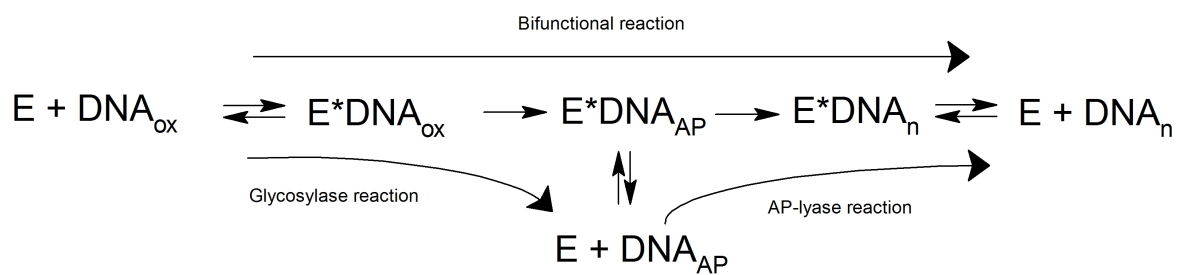 Bifunctional reaction
E + DNAox E*DNAox E*DNAAP E*DNAn E + DNAn
Glycosylase reaction AP-lyase reaction
E + DNAAP